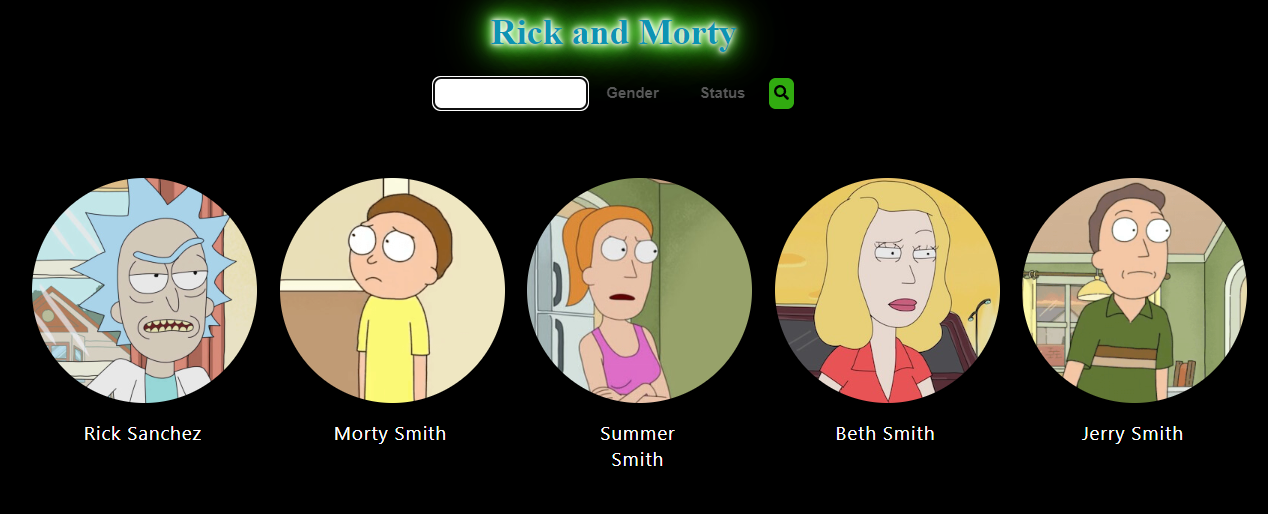 Rick and Morty
Gender
Status
Rick Sanchez
Morty Smith
Summer
Smith
Beth Smith
Jerry Smith